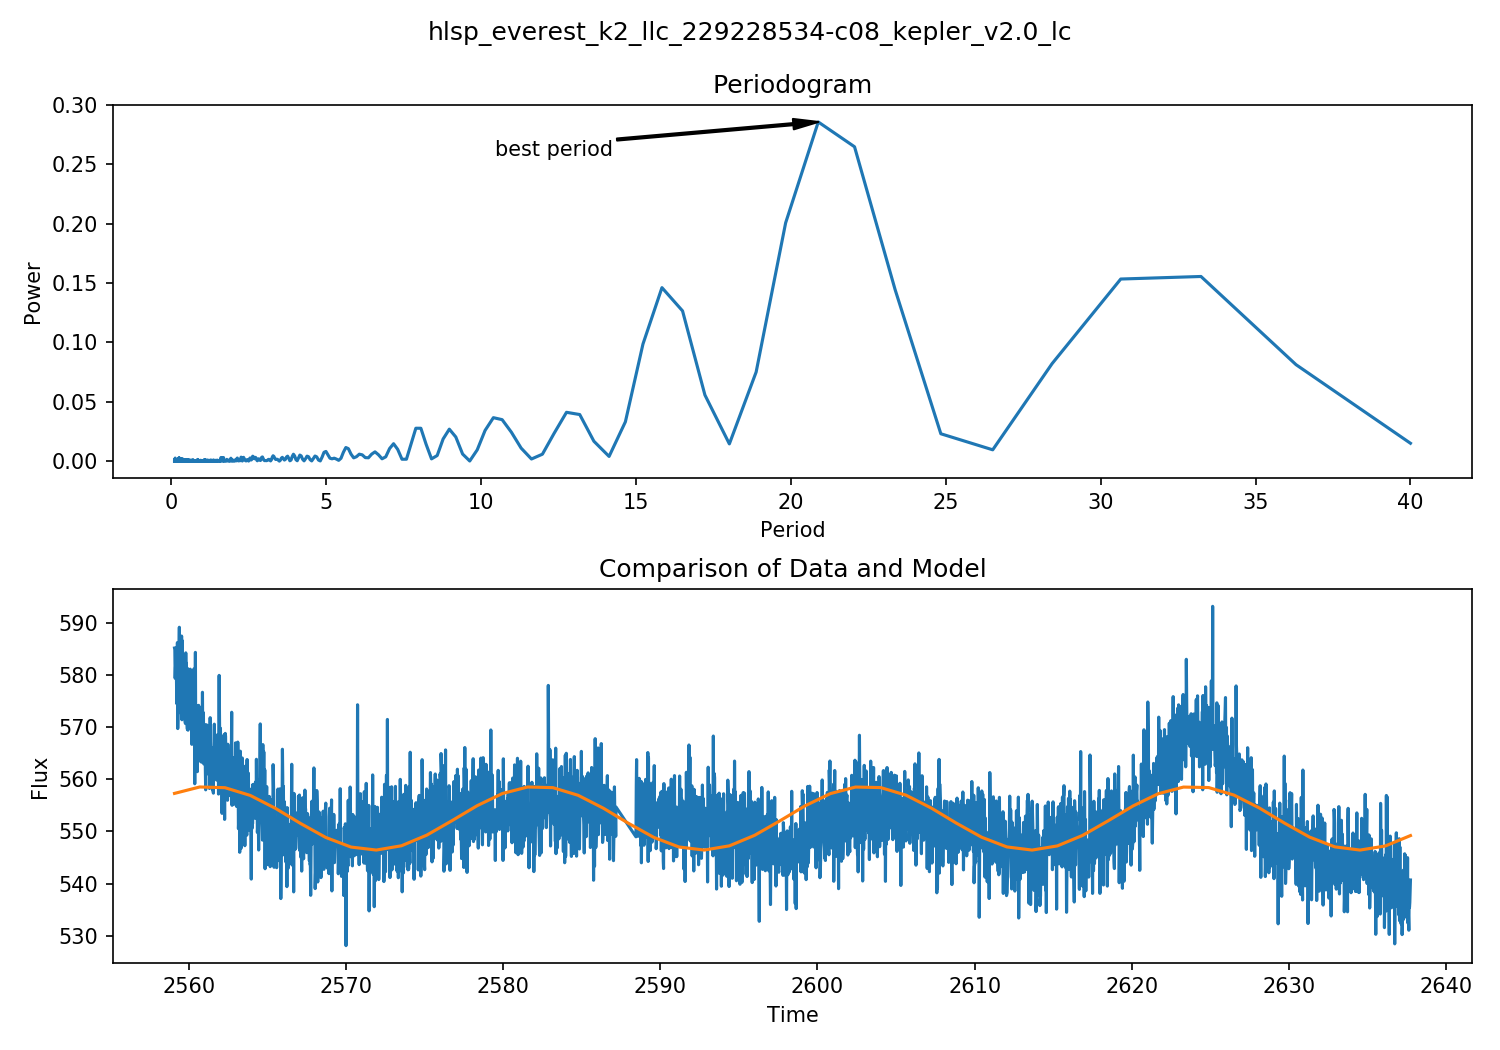 hlsp_everest_k2_llc_229228534-c08_kepler_v2.0_lc
Periodogram
0.30
0.25
0.20
0.15
0.10
0.05
0.00
Power
best period
0 5 10 15 20 25 30 35 40
Period
Comparison of Data and Model
590
580
570
560
550
540
530
Flux
2560 2570 2580 2590 2600 2610 2620 2630 2640
Time